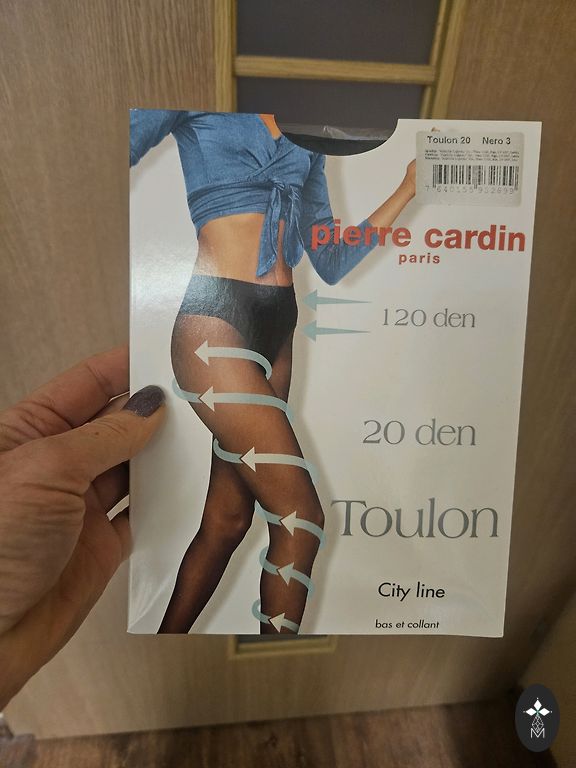 Toulon 20 Nero 3
pierre cardin
paris
120 den
20 den
Toulon
City line
bas et collant